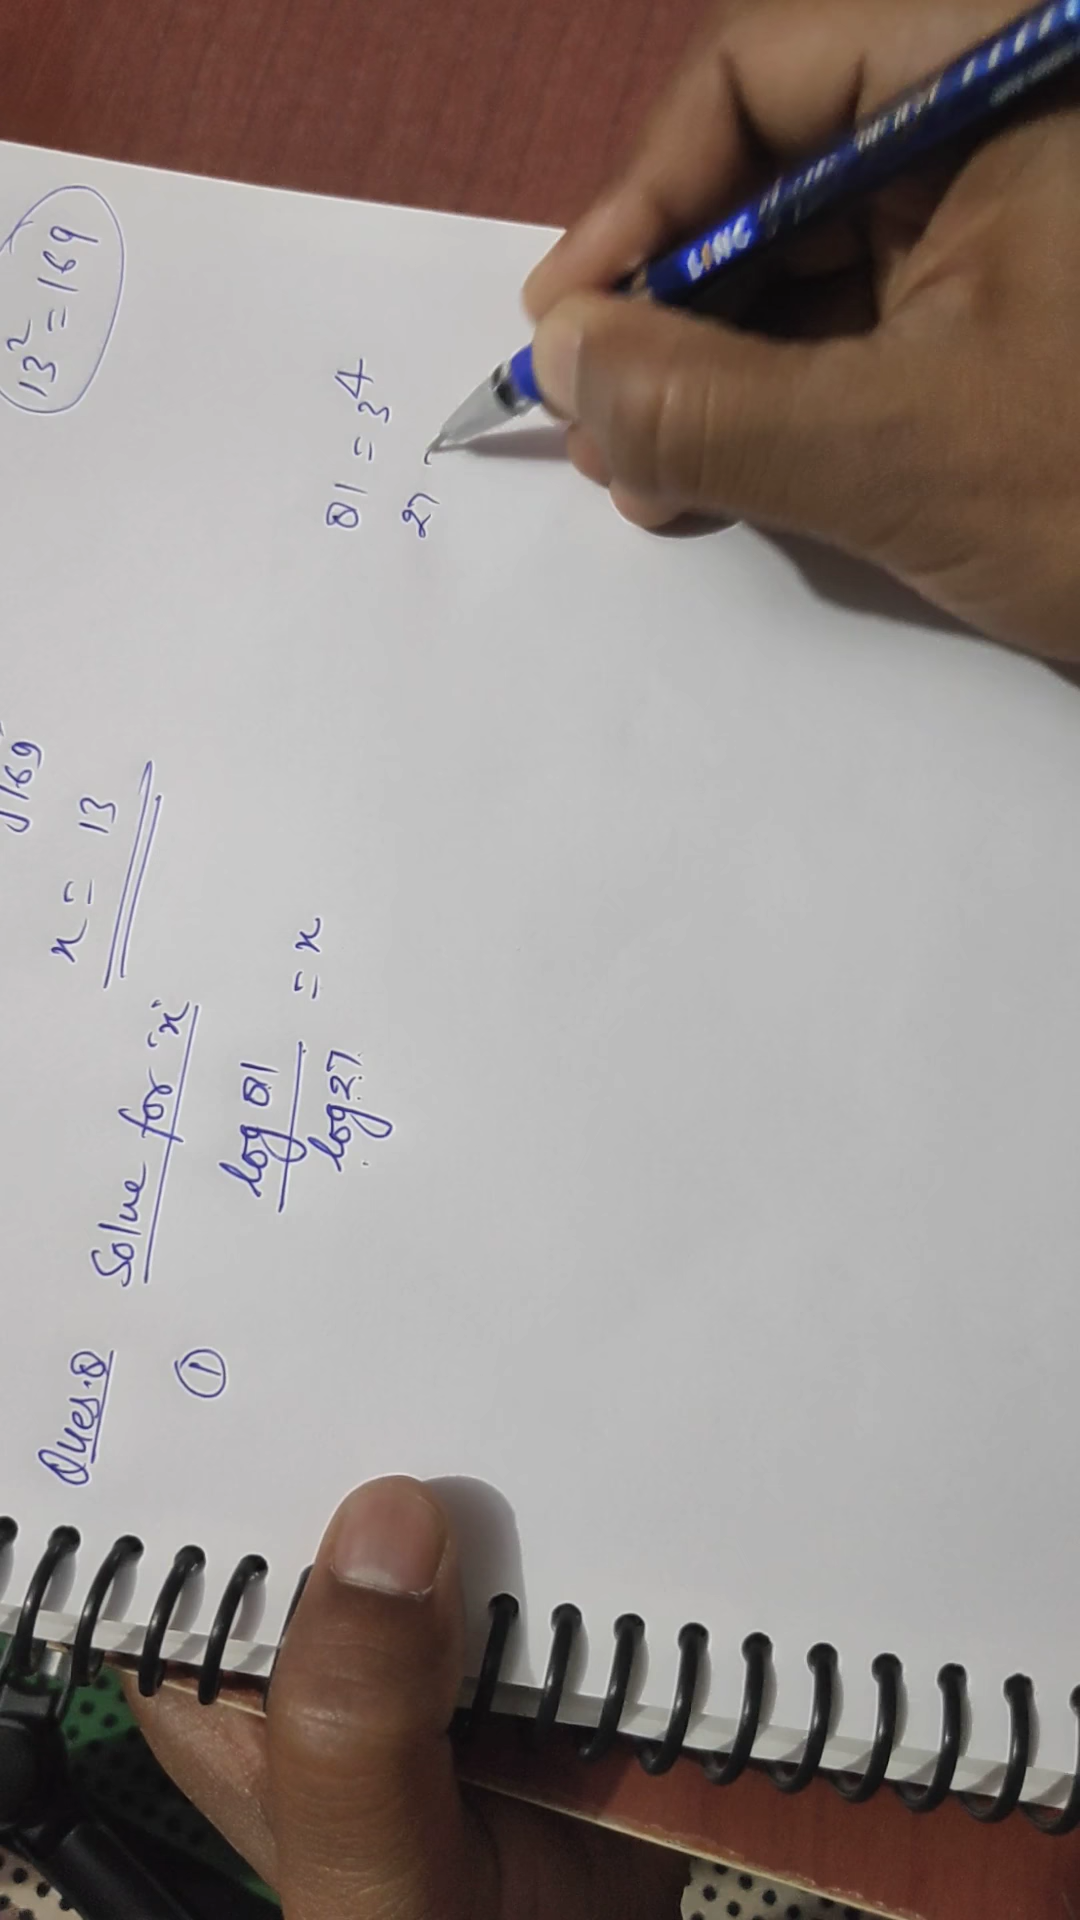 √169
13² = 169
x = 13
Ques.8 Solve for "x"
① log 81 / log 27 = x
81 = 3⁴
27 =
LINC